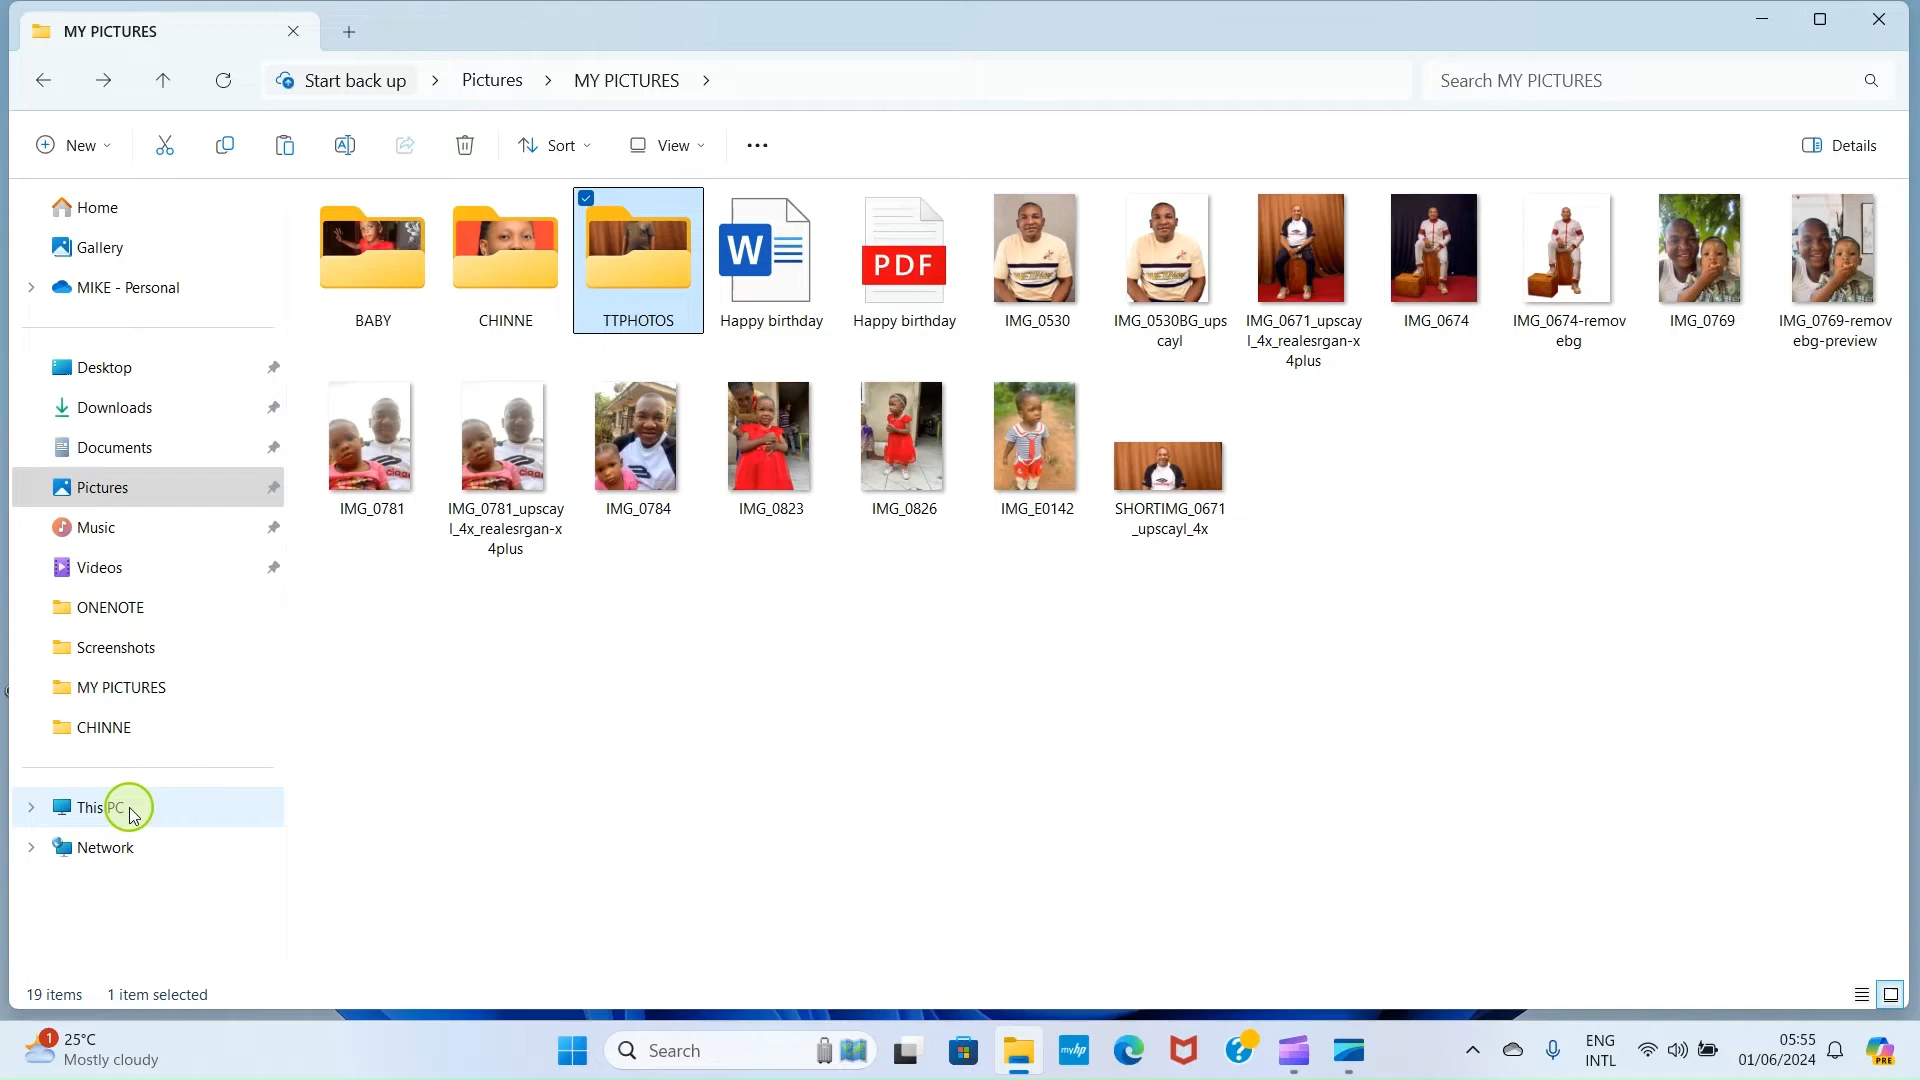 MY PICTURES
Start back up > Pictures > MY PICTURES >
Search MY PICTURES
New
Sort
View
Details
Home
Gallery
MIKE - Personal
Desktop
Downloads
Documents
Pictures
Music
Videos
ONENOTE
Screenshots
MY PICTURES
CHINNE
This PC
Network
BABY
CHINNE
TTPHOTOS
W
Happy birthday
PDF
Happy birthday
IMG_0530
IMG_0530BG_ups
cayl
IMG_0671_upscay
l_4x_realesrgan-x
4plus
IMG_0674
IMG_0674-remov
ebg
IMG_0769
IMG_0769-remov
ebg-preview
IMG_0781
IMG_0781_upscay
l_4x_realesrgan-x
4plus
IMG_0784
IMG_0823
IMG_0826
IMG_E0142
SHORTIMG_0671
_upscayl_4x
19 items 1 item selected
1
25°C
Mostly cloudy
Search
myhp
ENG
INTL
05:55
01/06/2024
PRE